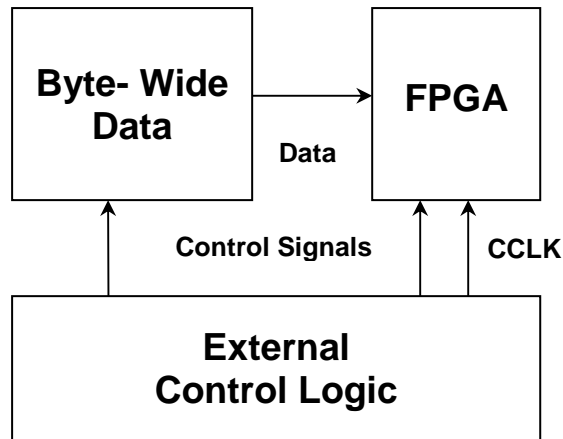 Byte- Wide
Data
FPGA
Data
Control Signals
CCLK
External
Control Logic